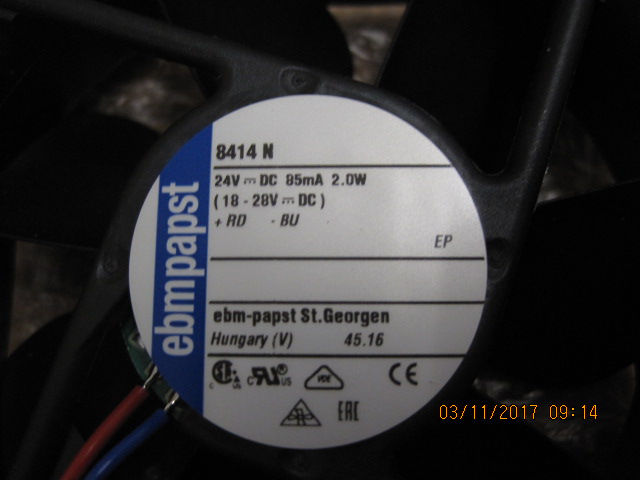 ebmpapst
8414 N
24V ⎓ DC 85mA 2.0W
( 18 - 28V ⎓ DC )
+ RD - BU
EP
ebm-papst St.Georgen
Hungary (V) 45.16
VDE
CE
EAC
03/11/2017 09:14